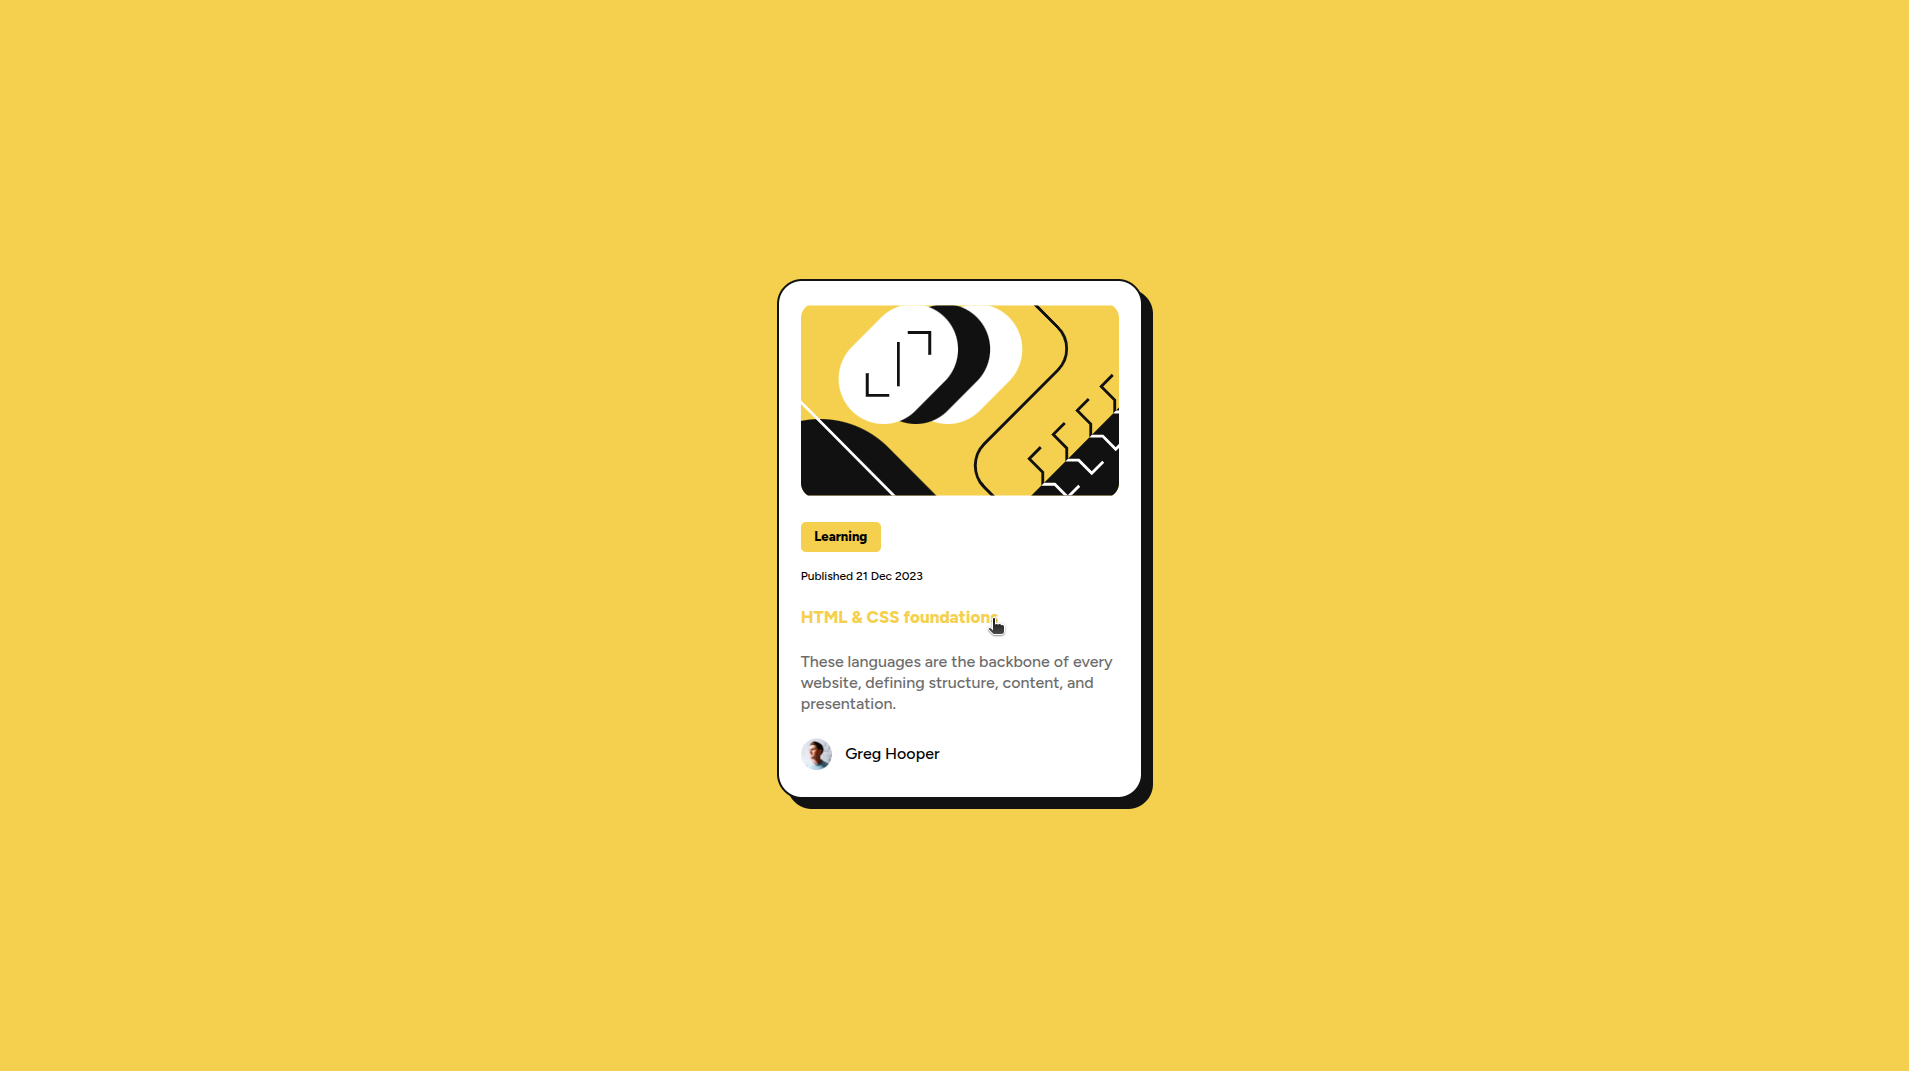 Learning
Published 21 Dec 2023
HTML & CSS foundations
These languages are the backbone of every
website, defining structure, content, and
presentation.
Greg Hooper